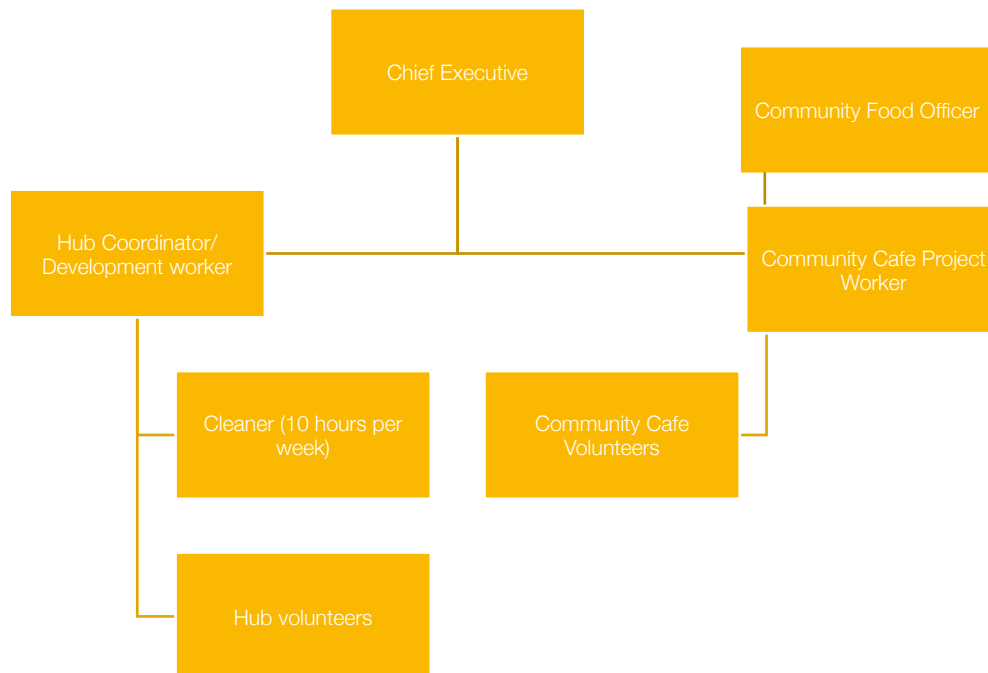 Chief Executive
Community Food Officer
Hub Coordinator/
Development worker
Community Cafe Project
Worker
Cleaner (10 hours per
week)
Community Cafe
Volunteers
Hub volunteers